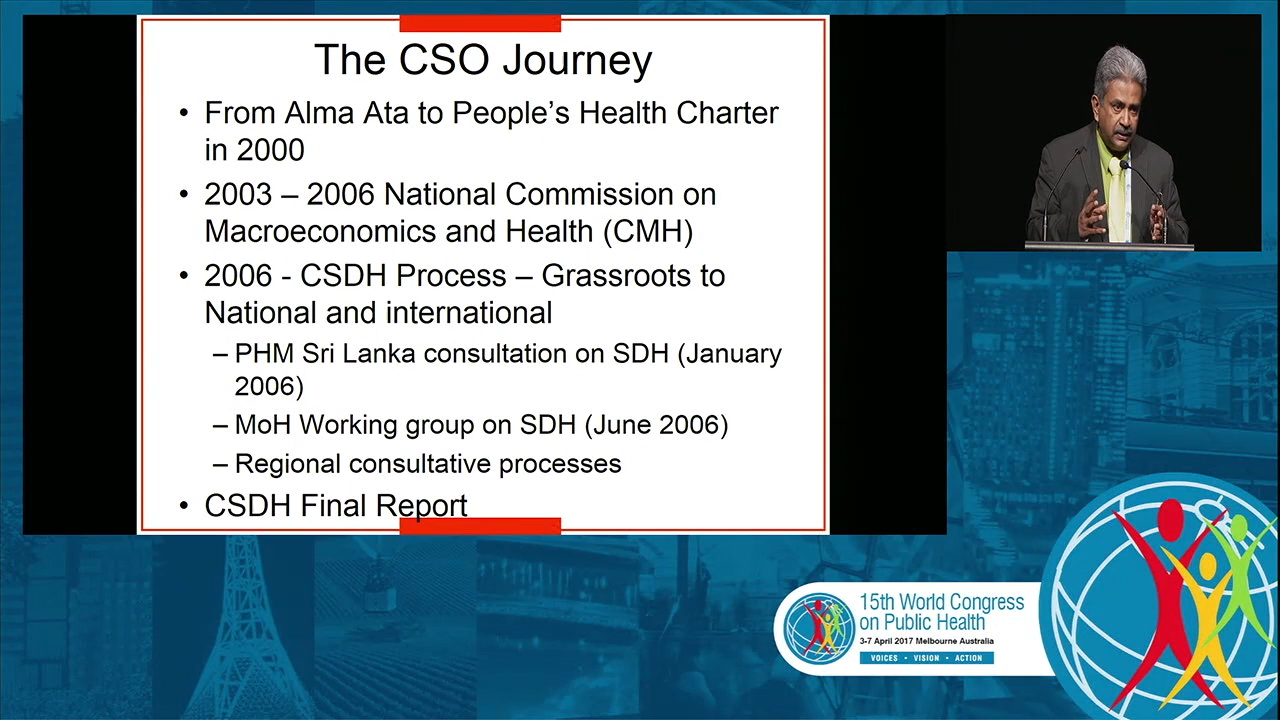 The CSO Journey
• From Alma Ata to People’s Health Charter
in 2000
• 2003 – 2006 National Commission on
Macroeconomics and Health (CMH)
• 2006 - CSDH Process – Grassroots to
National and international
– PHM Sri Lanka consultation on SDH (January
2006)
– MoH Working group on SDH (June 2006)
– Regional consultative processes
• CSDH Final Report
15th World Congress
on Public Health
3-7 April 2017 Melbourne Australia
VOICES • VISION • ACTION